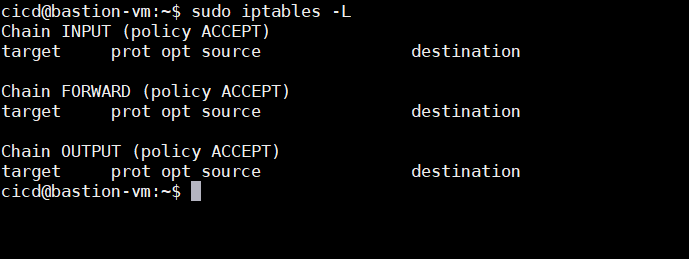 cicd@bastion-vm:~$ sudo iptables -L
Chain INPUT (policy ACCEPT)
target     prot opt source               destination

Chain FORWARD (policy ACCEPT)
target     prot opt source               destination

Chain OUTPUT (policy ACCEPT)
target     prot opt source               destination
cicd@bastion-vm:~$